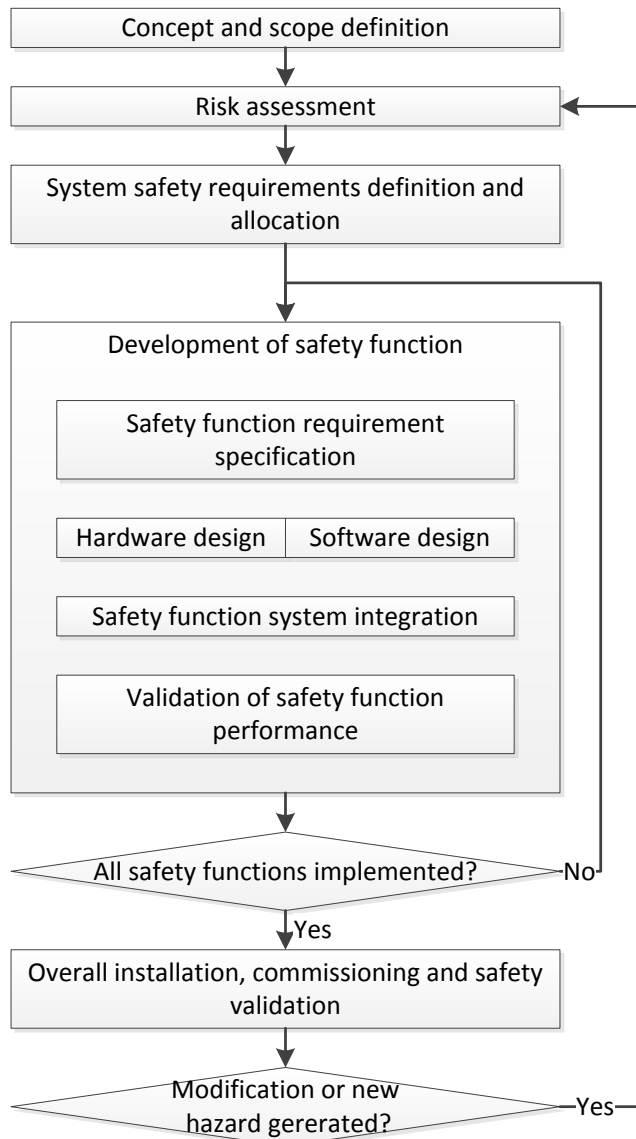 Concept and scope definition
Risk assessment
System safety requirements definition and
allocation
Development of safety function
Safety function requirement
specification
Hardware design
Software design
Safety function system integration
Validation of safety function
performance
All safety functions implemented?
No
Yes
Overall installation, commissioning and safety
validation
Modification or new
hazard gererated?
Yes